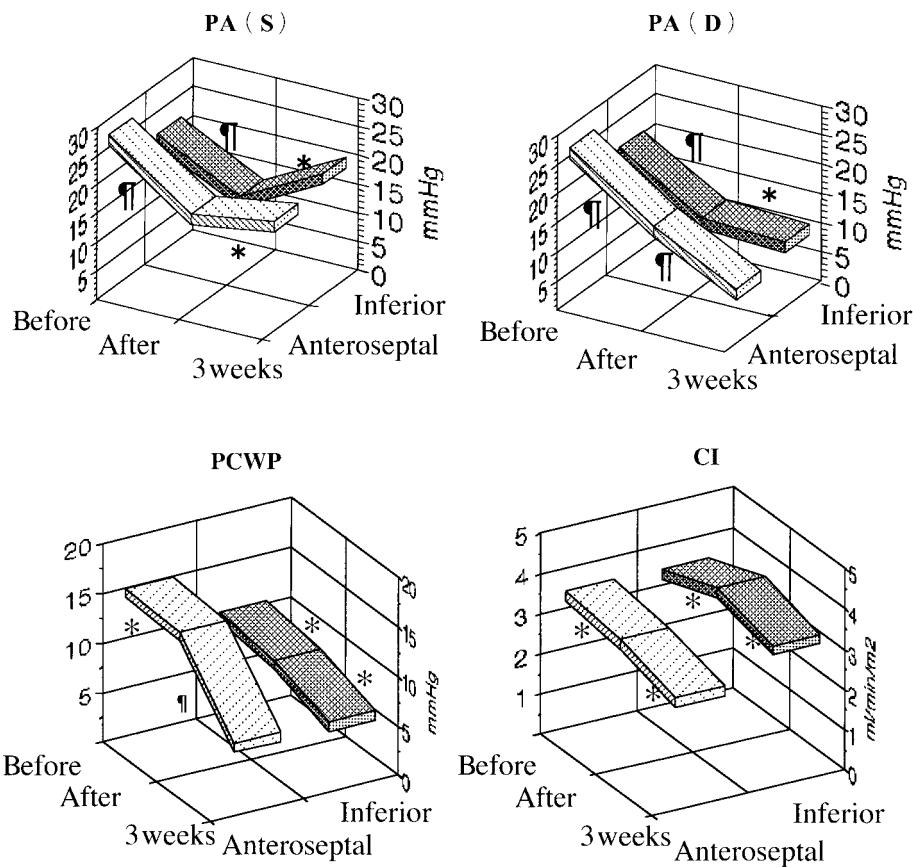 PA ( S )
30
25
20
15
10
5
30
25
20
15
10
5
0
mmHg
¶
¶
*
*
Before
After
3 weeks
Anteroseptal
Inferior
PA ( D )
30
25
20
15
10
5
30
25
20
15
10
5
0
mmHg
¶
¶
¶
*
Before
After
3weeks
Anteroseptal
Inferior
PCWP
20
15
10
5
20
15
10
5
0
mmHg
*
*
*
¶
Before
After
3weeks
Anteroseptal
Inferior
CI
5
4
3
2
1
5
4
3
2
1
0
*
*
*
*
Before
After
3weeks
Anteroseptal
Inferior